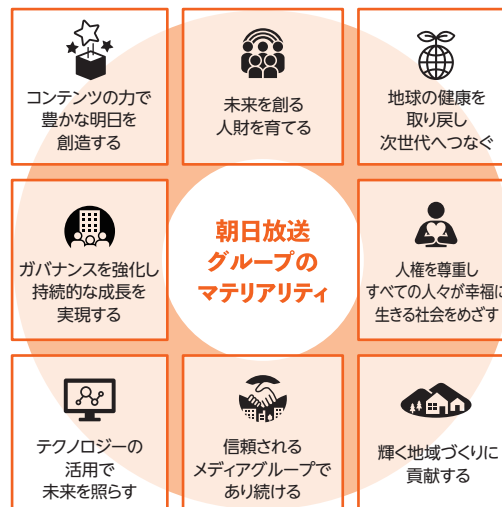 コンテンツの力で
豊かな明日を
創造する
未来を創る
人財を育てる
地球の健康を
取り戻し
次世代へつなぐ
ガバナンスを強化し
持続的な成長を
実現する
朝日放送
グループの
マテリアリティ
人権を尊重し
すべての人々が幸福に
生きる社会をめざす
テクノロジーの
活用で
未来を照らす
信頼される
メディアグループで
あり続ける
輝く地域づくりに
貢献する